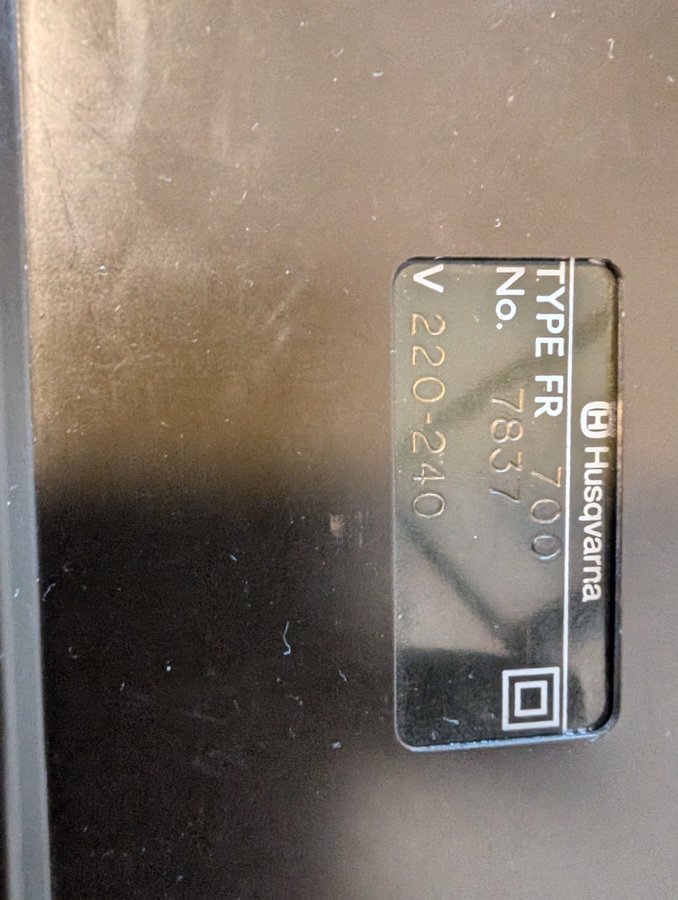 Husqvarna
TYPE FR 700
No. 7837
V 220-240